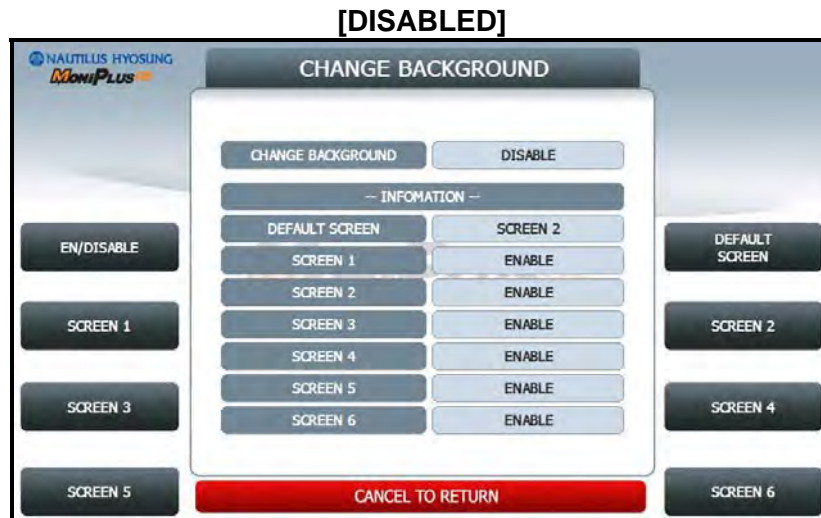 [DISABLED]
NAUTILUS HYOSUNG
MoniPlus
CHANGE BACKGROUND
CHANGE BACKGROUND DISABLE
-- INFOMATION --
DEFAULT SCREEN SCREEN 2
SCREEN 1 ENABLE
SCREEN 2 ENABLE
SCREEN 3 ENABLE
SCREEN 4 ENABLE
SCREEN 5 ENABLE
SCREEN 6 ENABLE
EN/DISABLE
SCREEN 1
SCREEN 3
SCREEN 5
DEFAULT
SCREEN
SCREEN 2
SCREEN 4
SCREEN 6
CANCEL TO RETURN